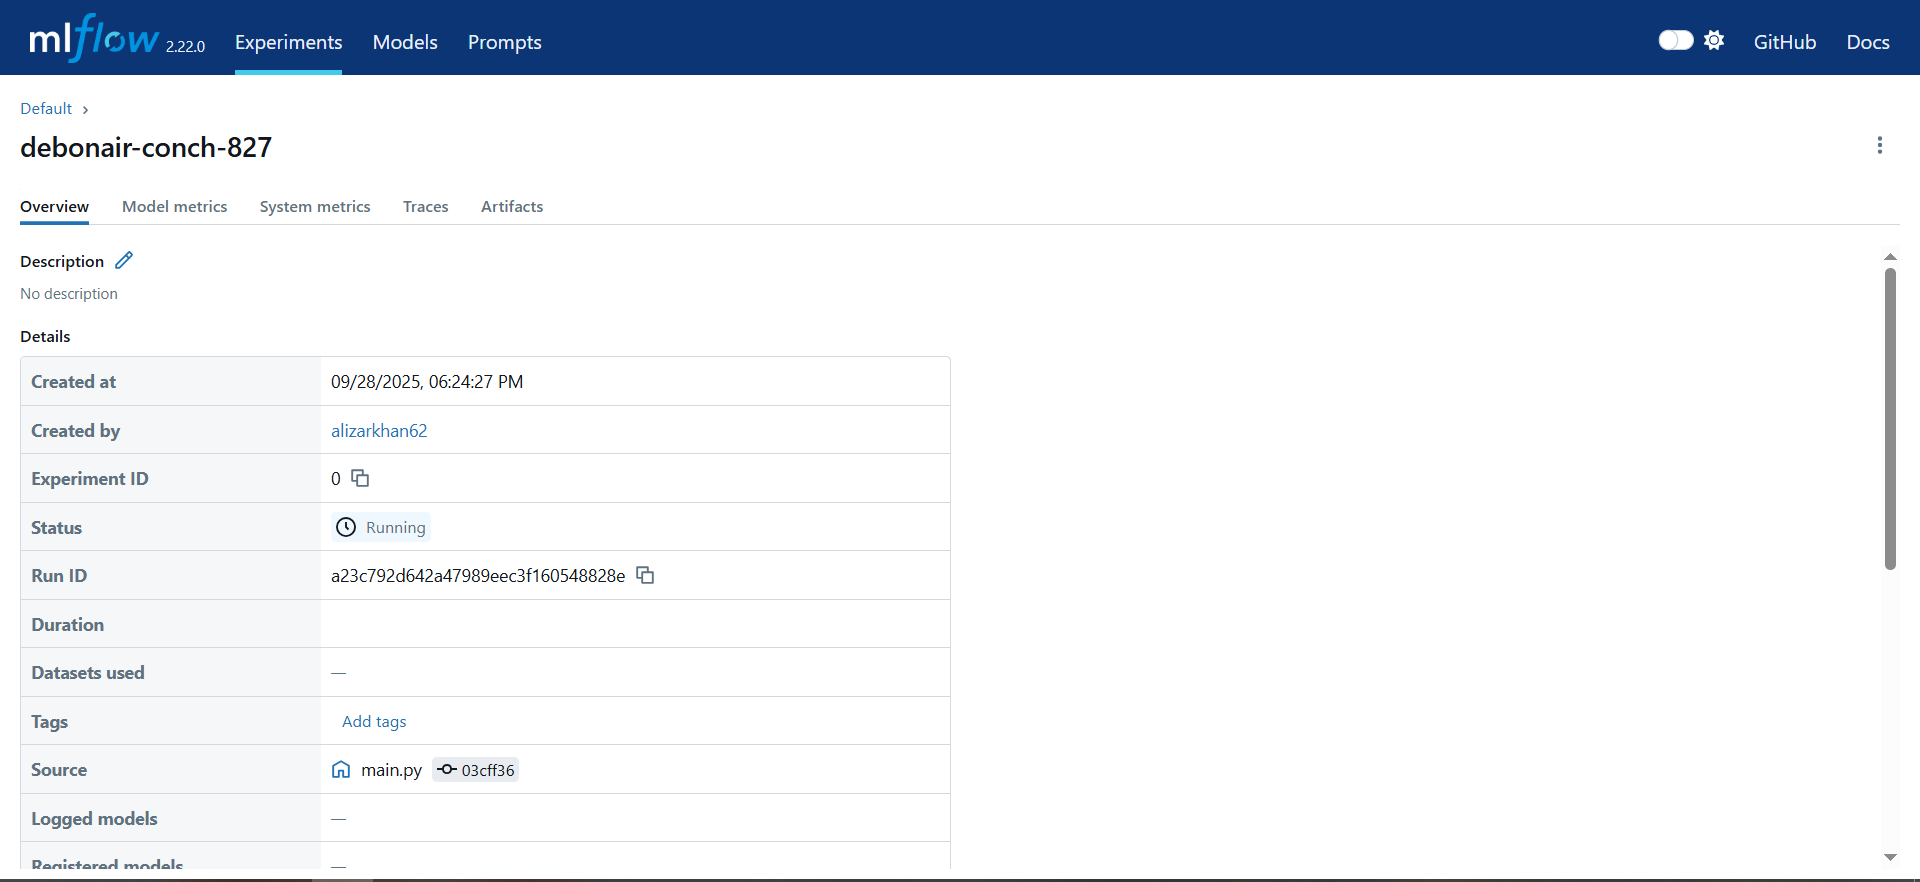 mlflow 2.22.0 Experiments Models Prompts GitHub Docs
Default
debonair-conch-827
Overview Model metrics System metrics Traces Artifacts
Description
No description
Details
Created at 09/28/2025, 06:24:27 PM
Created by alizarkhan62
Experiment ID 0
Status Running
Run ID a23c792d642a47989eec3f160548828e
Duration
Datasets used —
Tags Add tags
Source main.py 03cff36
Logged models —
Registered models —